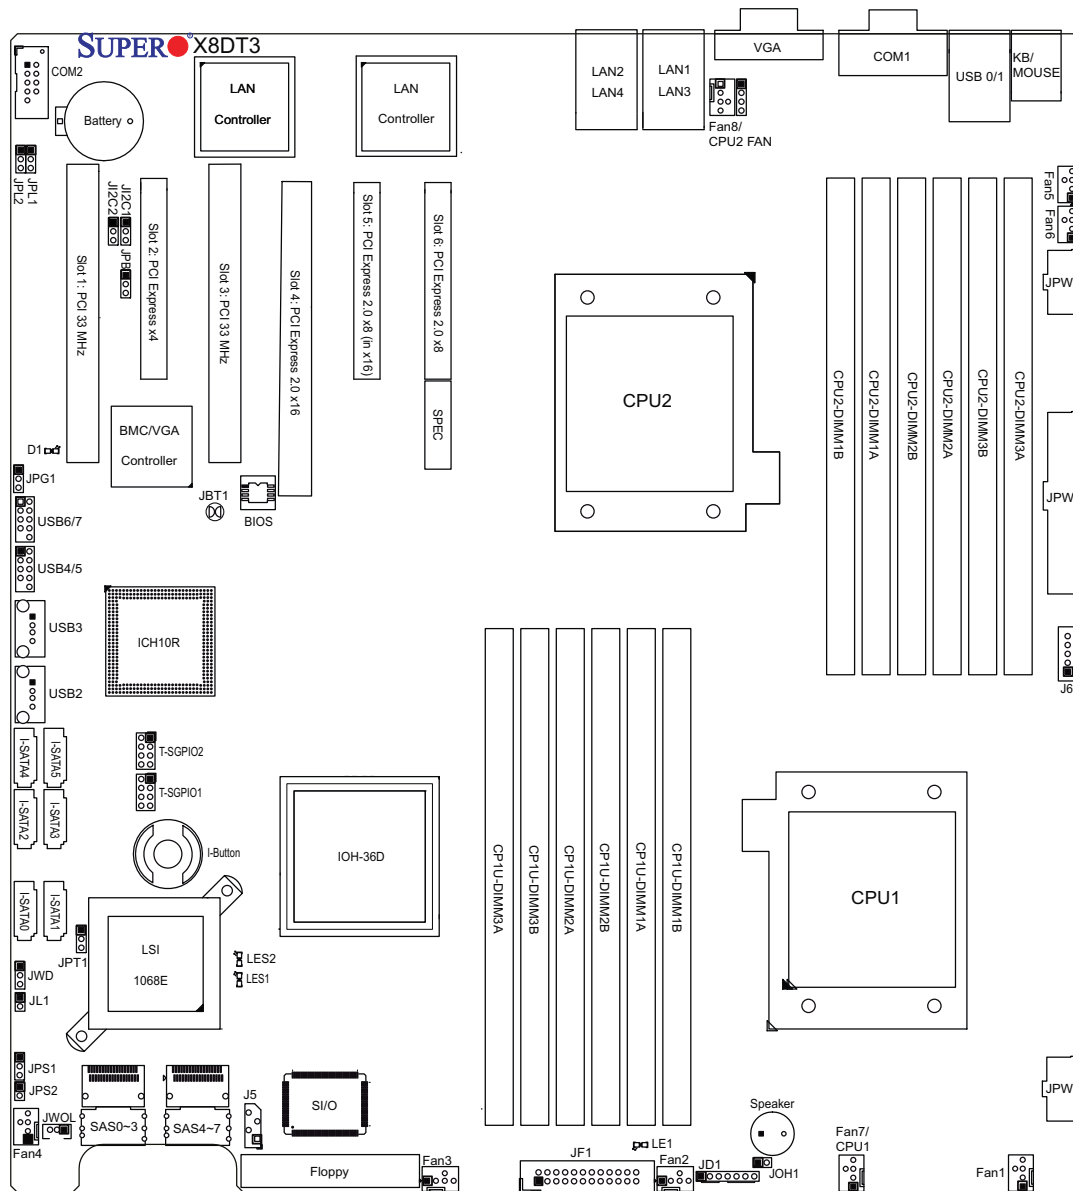 SUPER X8DT3
COM2
Battery
LAN
Controller
LAN
Controller
LAN2
LAN4
LAN1
LAN3
VGA
COM1
USB 0/1
KB/
MOUSE
Fan8/
CPU2 FAN
JPL2
JPL1
JI2C2
JI2C1
JPB
Slot 1: PCI 33 MHz
Slot 2: PCI Express x4
Slot 3: PCI 33 MHz
Slot 4: PCI Express 2.0 x16
Slot 5: PCI Express 2.0 x8 (in x16)
Slot 6: PCI Express 2.0 x8
SPEC
Fan5
Fan6
JPW
CPU2
CPU2-DIMM1B
CPU2-DIMM1A
CPU2-DIMM2B
CPU2-DIMM2A
CPU2-DIMM3B
CPU2-DIMM3A
BMC/VGA
Controller
D1
JPG1
JBT1
BIOS
USB6/7
USB4/5
JPW
USB3
ICH10R
USB2
J6
I-SATA4
I-SATA5
T-SGPIO2
T-SGPIO1
I-SATA2
I-SATA3
I-Button
IOH-36D
CP1U-DIMM3A
CP1U-DIMM3B
CP1U-DIMM2A
CP1U-DIMM2B
CP1U-DIMM1A
CP1U-DIMM1B
CPU1
I-SATA0
I-SATA1
JPT1
LSI
1068E
LES2
LES1
JWD
JL1
JPS1
JPS2
JWOL
Fan4
SAS0~3
SAS4~7
J5
SI/O
Floppy
Fan3
JF1
LE1
Fan2
JD1
Speaker
JOH1
Fan7/
CPU1
JPW
Fan1